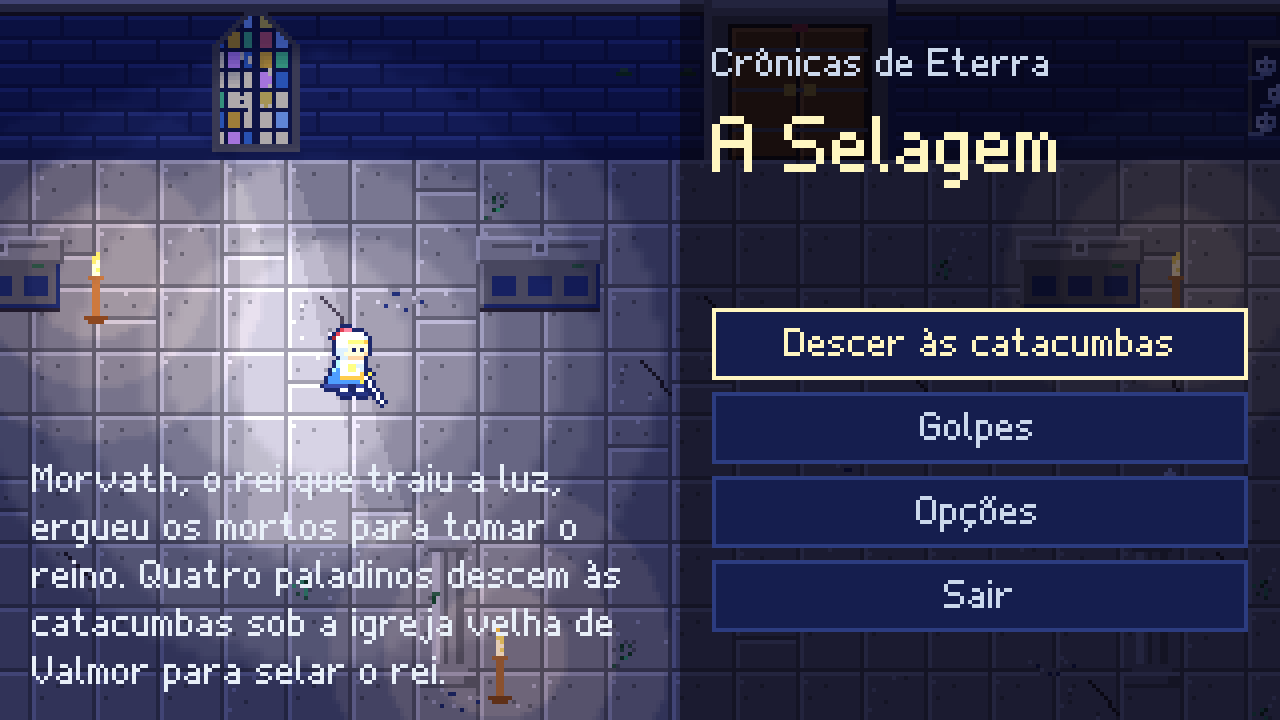 Crônicas de Eterra
A Selagem
Descer às catacumbas
Golpes
Opções
Sair
Morvath, o rei que traiu a luz,
ergueu os mortos para tomar o
reino. Quatro paladinos descem às
catacumbas sob a igreja velha de
Valmor para selar o rei.